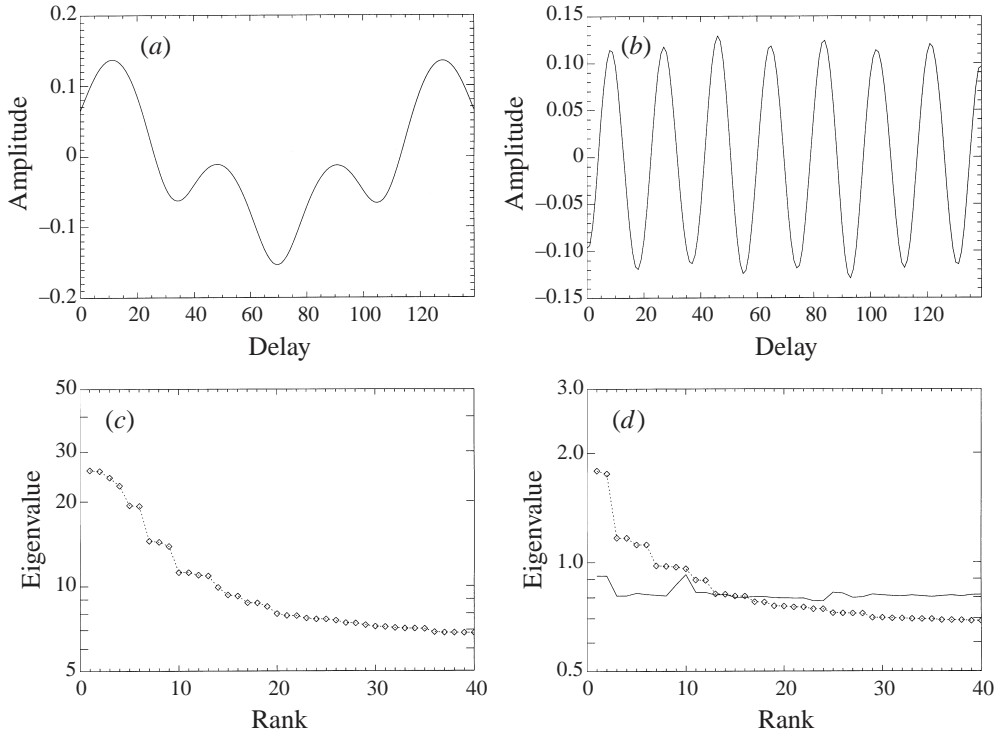 0.2
(a)
0.1
0
–0.1
–0.2
Amplitude
0 20 40 60 80 100 120
Delay
0.15
(b)
0.10
0.05
0
–0.05
–0.10
–0.15
Amplitude
0 20 40 60 80 100 120
Delay
50
(c)
30
20
10
5
Eigenvalue
0 10 20 30 40
Rank
3.0
(d)
2.0
1.0
0.5
Eigenvalue
0 10 20 30 40
Rank